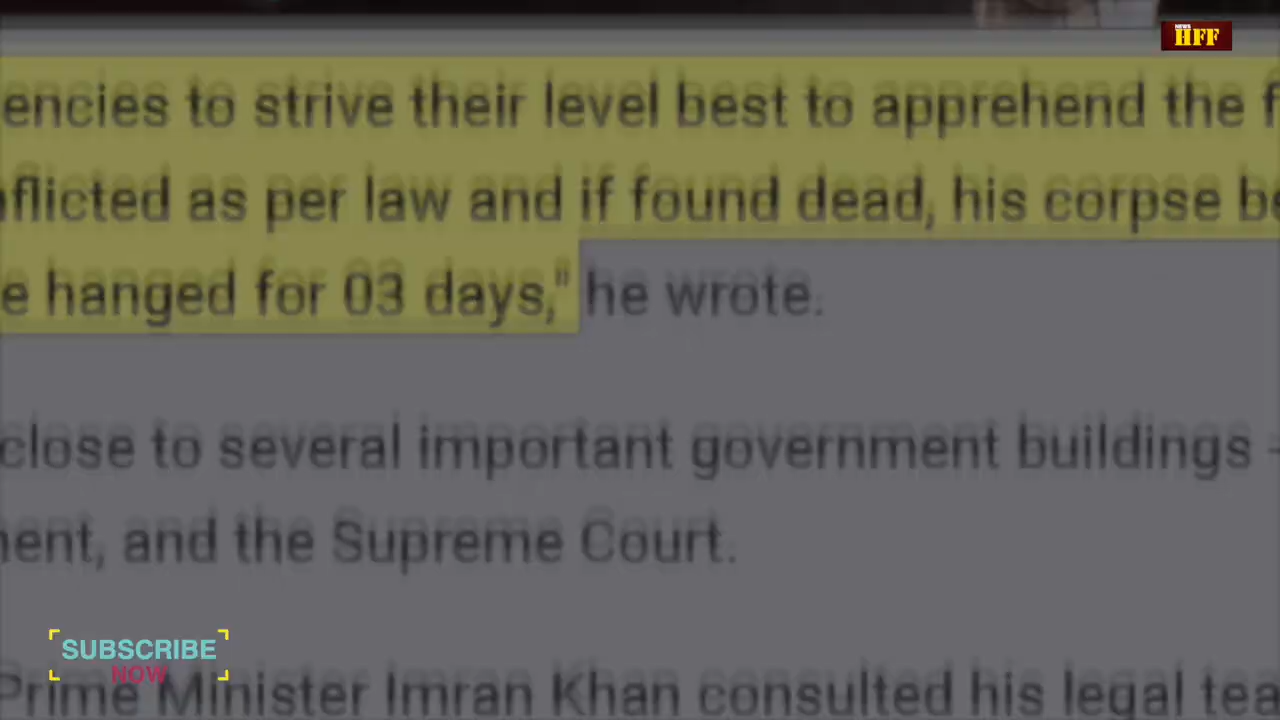 NEWS
HFF
encies to strive their level best to apprehend the f
nflicted as per law and if found dead, his corpse be
e hanged for 03 days," he wrote.
close to several important government buildings -
ment, and the Supreme Court.
SUBSCRIBE
NOW
Prime Minister Imran Khan consulted his legal tea